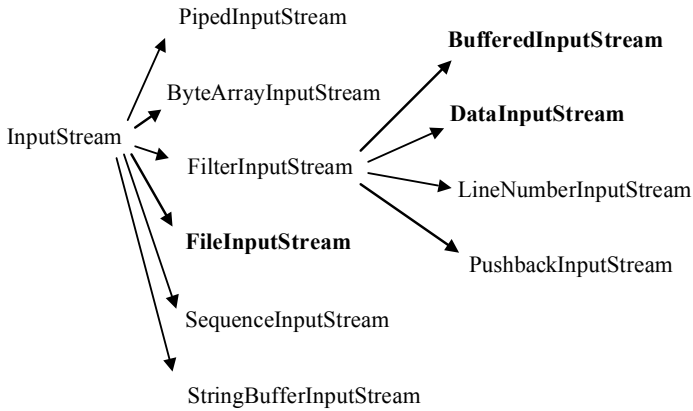 PipedInputStream
BufferedInputStream
ByteArrayInputStream
DataInputStream
InputStream
FilterInputStream
LineNumberInputStream
FileInputStream
PushbackInputStream
SequenceInputStream
StringBufferInputStream